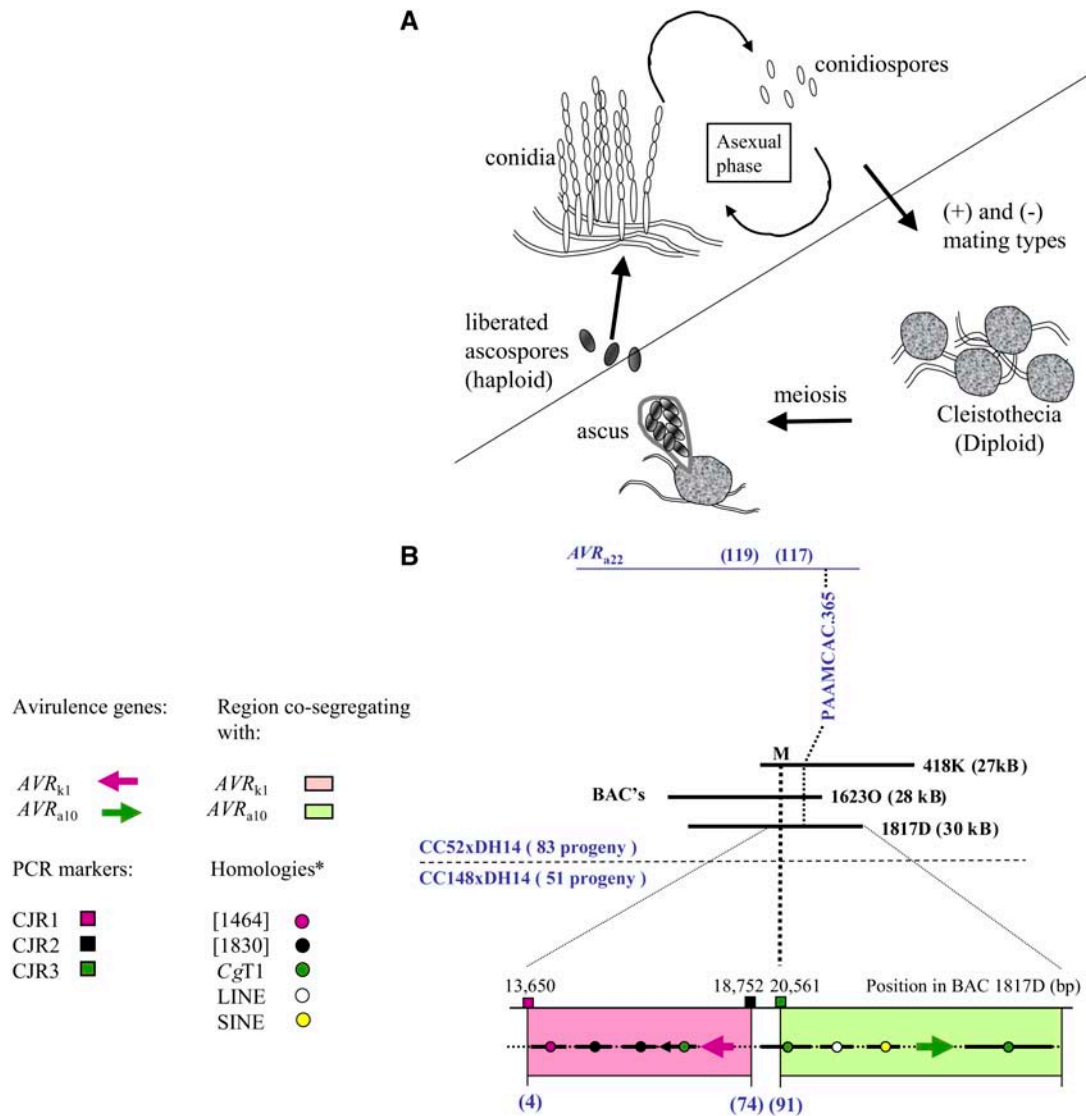 A
conidiospores
conidia
Asexual
phase
(+) and (-)
mating types
liberated
ascospores
(haploid)
meiosis
ascus
Cleistothecia
(Diploid)
B
AVRa22 (119) (117)
PAAMCAC.365
M
418K (27kB)
BAC's
1623O (28 kB)
1817D (30 kB)
CC52xDH14 ( 83 progeny )
CC148xDH14 ( 51 progeny )
13,650 18,752 20,561 Position in BAC 1817D (bp)
(4) (74) (91)
Avirulence genes:
AVRk1
AVRa10
Region co-segregating
with:
AVRk1
AVRa10
PCR markers:
CJR1
CJR2
CJR3
Homologies*
[1464]
[1830]
CgT1
LINE
SINE